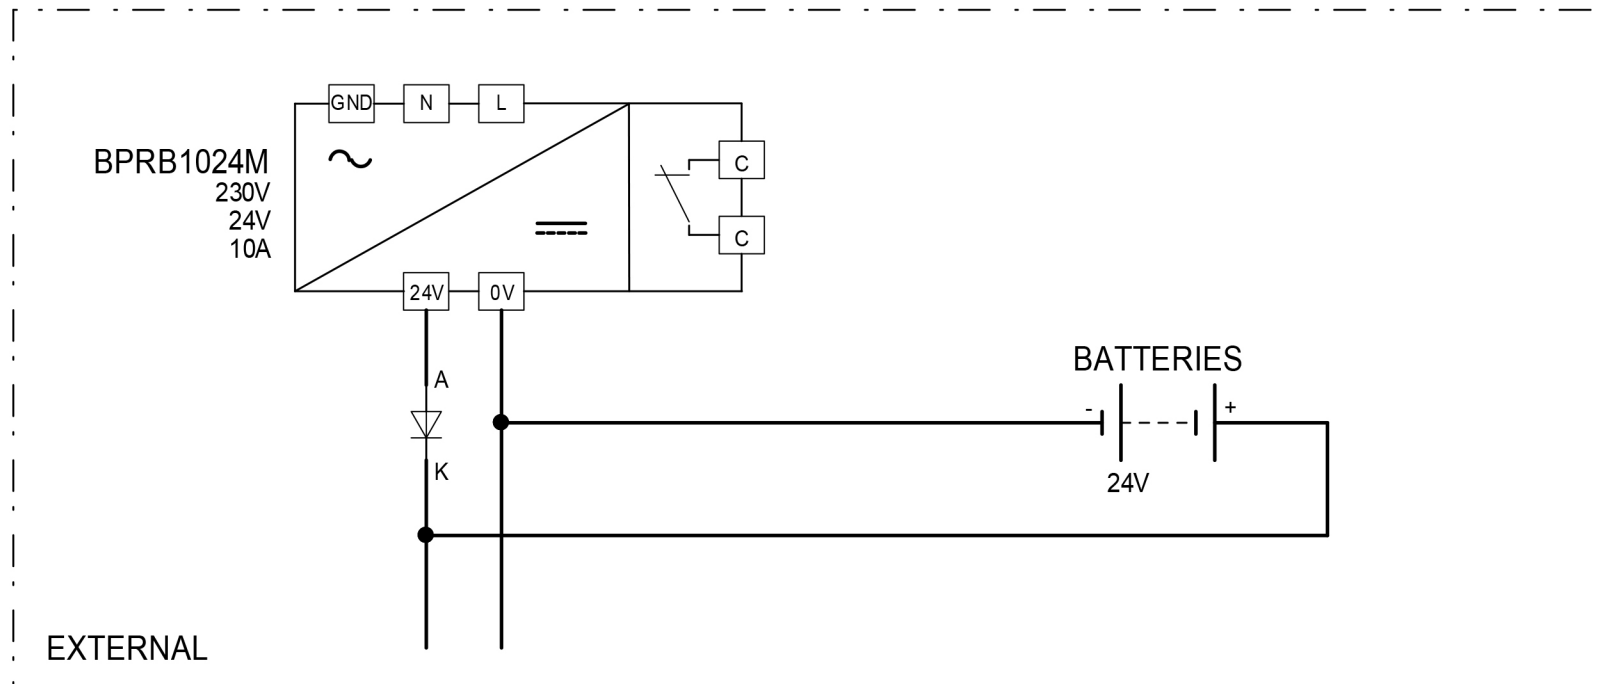 GND N L
BPRB1024M
230V
24V
10A
C
C
24V 0V
A
K
BATTERIES
- +
24V
EXTERNAL